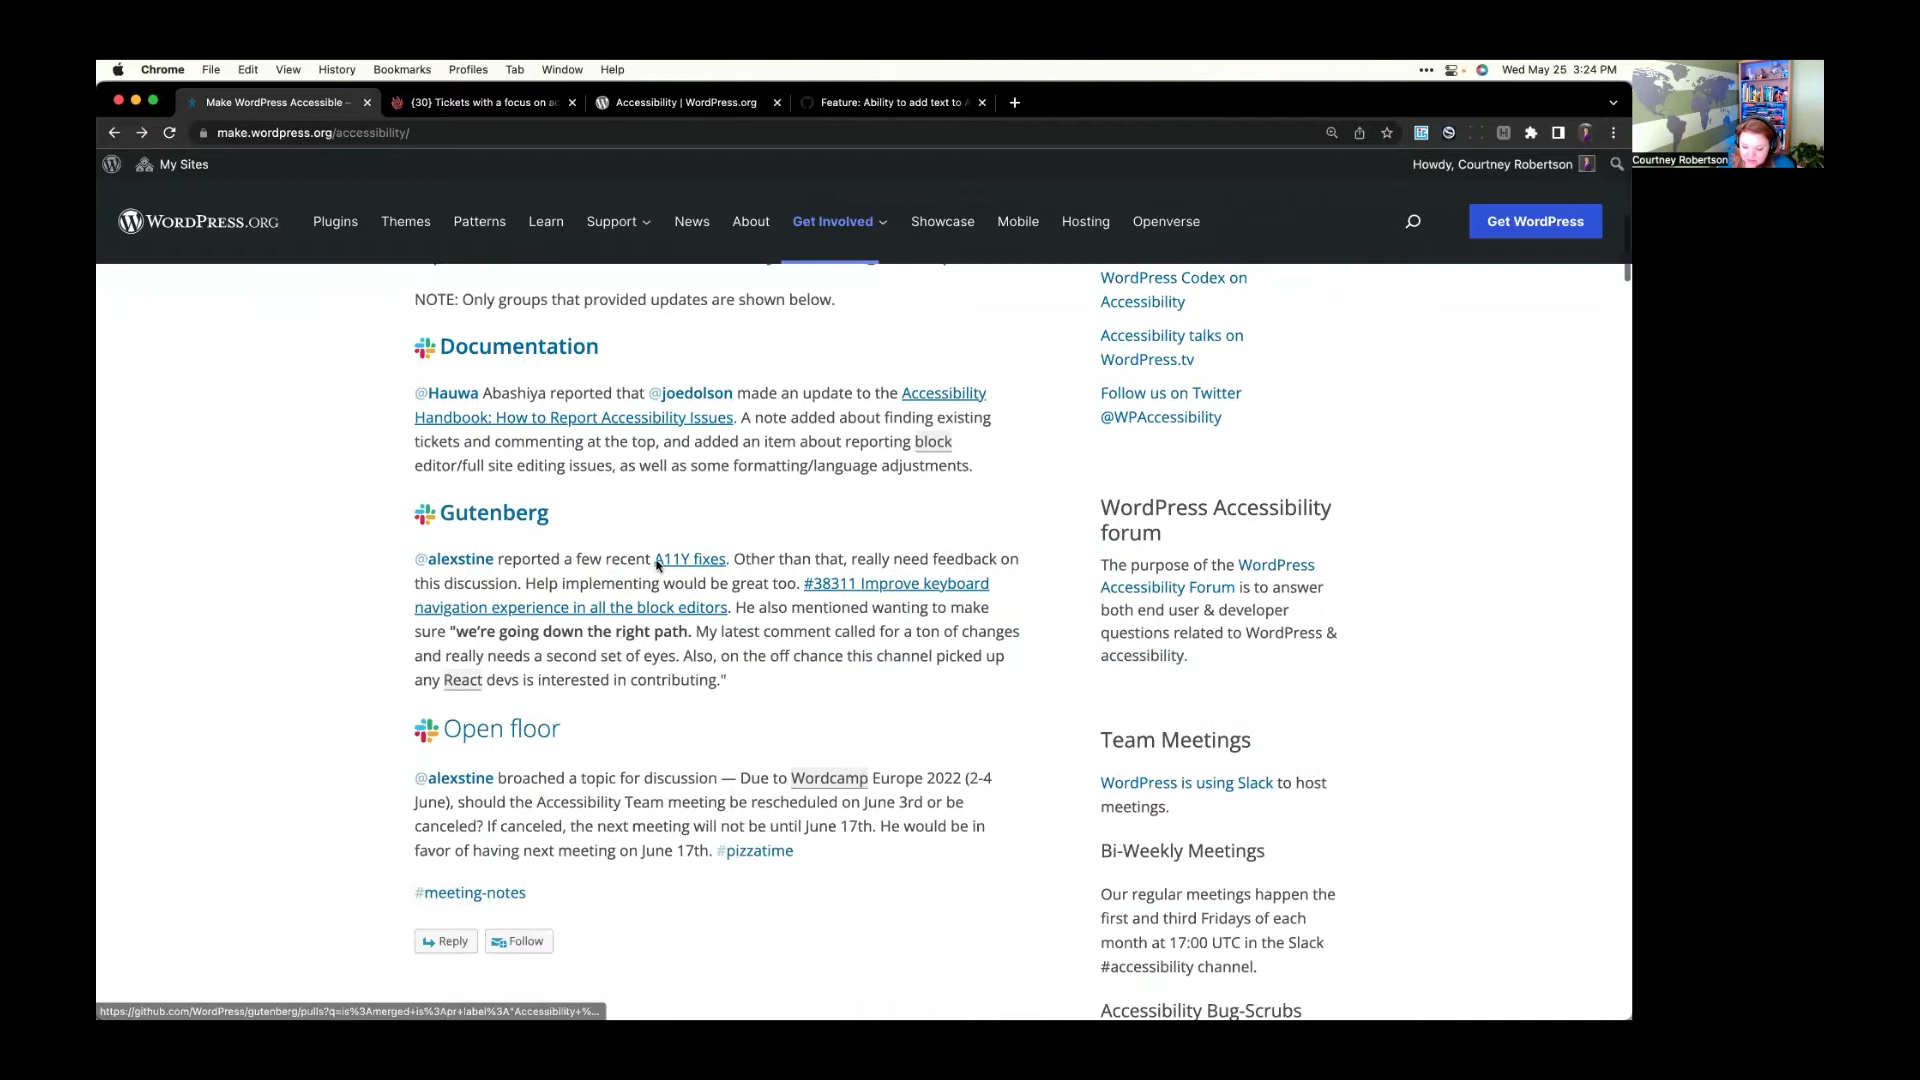 Chrome File Edit View History Bookmarks Profiles Tab Window Help
Wed May 25 3:24 PM
Make WordPress Accessible –
{30} Tickets with a focus on ac
Accessibility | WordPress.org
Feature: Ability to add text to
make.wordpress.org/accessibility/
My Sites
Howdy, Courtney Robertson
Courtney Robertson
WORDPRESS.ORG
Plugins Themes Patterns Learn Support News About Get Involved Showcase Mobile Hosting Openverse
Get WordPress
NOTE: Only groups that provided updates are shown below.
Documentation
@Hauwa Abashiya reported that @joedolson made an update to the Accessibility
Handbook: How to Report Accessibility Issues. A note added about finding existing
tickets and commenting at the top, and added an item about reporting block
editor/full site editing issues, as well as some formatting/language adjustments.
Gutenberg
@alexstine reported a few recent A11Y fixes. Other than that, really need feedback on
this discussion. Help implementing would be great too. #38311 Improve keyboard
navigation experience in all the block editors. He also mentioned wanting to make
sure "we’re going down the right path. My latest comment called for a ton of changes
and really needs a second set of eyes. Also, on the off chance this channel picked up
any React devs is interested in contributing."
Open floor
@alexstine broached a topic for discussion — Due to Wordcamp Europe 2022 (2-4
June), should the Accessibility Team meeting be rescheduled on June 3rd or be
canceled? If canceled, the next meeting will not be until June 17th. He would be in
favor of having next meeting on June 17th. #pizzatime
#meeting-notes
Reply
Follow
WordPress Codex on
Accessibility
Accessibility talks on
WordPress.tv
Follow us on Twitter
@WPAccessibility
WordPress Accessibility
forum
The purpose of the WordPress
Accessibility Forum is to answer
both end user & developer
questions related to WordPress &
accessibility.
Team Meetings
WordPress is using Slack to host
meetings.
Bi-Weekly Meetings
Our regular meetings happen the
first and third Fridays of each
month at 17:00 UTC in the Slack
#accessibility channel.
Accessibility Bug-Scrubs
https://github.com/WordPress/gutenberg/pulls?q=is%3Amerged+is%3Apr+label%3A"Accessibility+%...